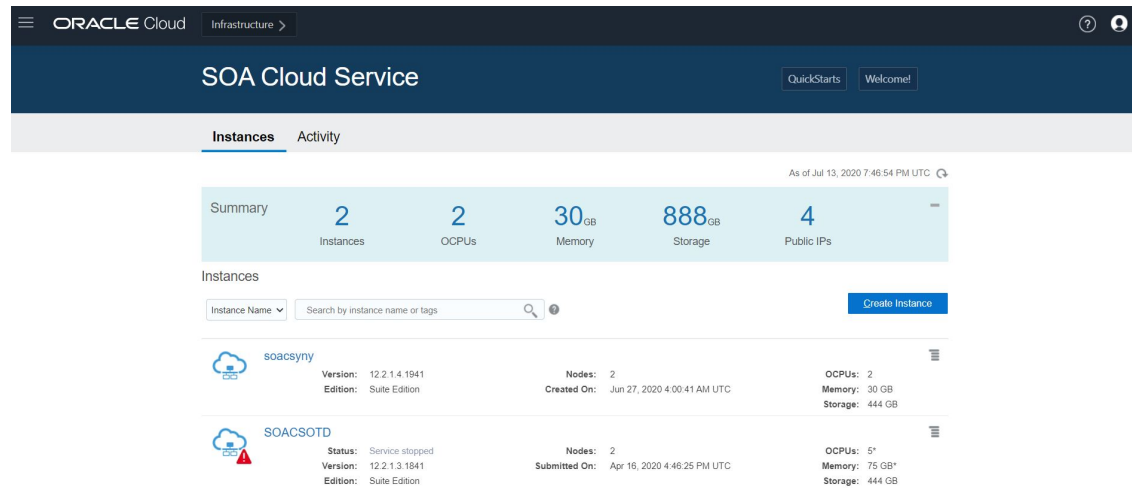 ORACLE Cloud Infrastructure >
SOA Cloud Service
QuickStarts Welcome!
Instances Activity
As of Jul 13, 2020 7:46:54 PM UTC
Summary
2 2 30 GB 888 GB 4
Instances OCPUs Memory Storage Public IPs
Instances
Instance Name Search by instance name or tags Create Instance
soacsyny
Version: 12.2.1.4.1941 Nodes: 2 OCPUs: 2
Edition: Suite Edition Created On: Jun 27, 2020 4:00:41 AM UTC Memory: 30 GB
Storage: 444 GB
SOACSOTD
Status: Service stopped Nodes: 2 OCPUs: 5*
Version: 12.2.1.3.1841 Submitted On: Apr 16, 2020 4:46:25 PM UTC Memory: 75 GB*
Edition: Suite Edition Storage: 444 GB